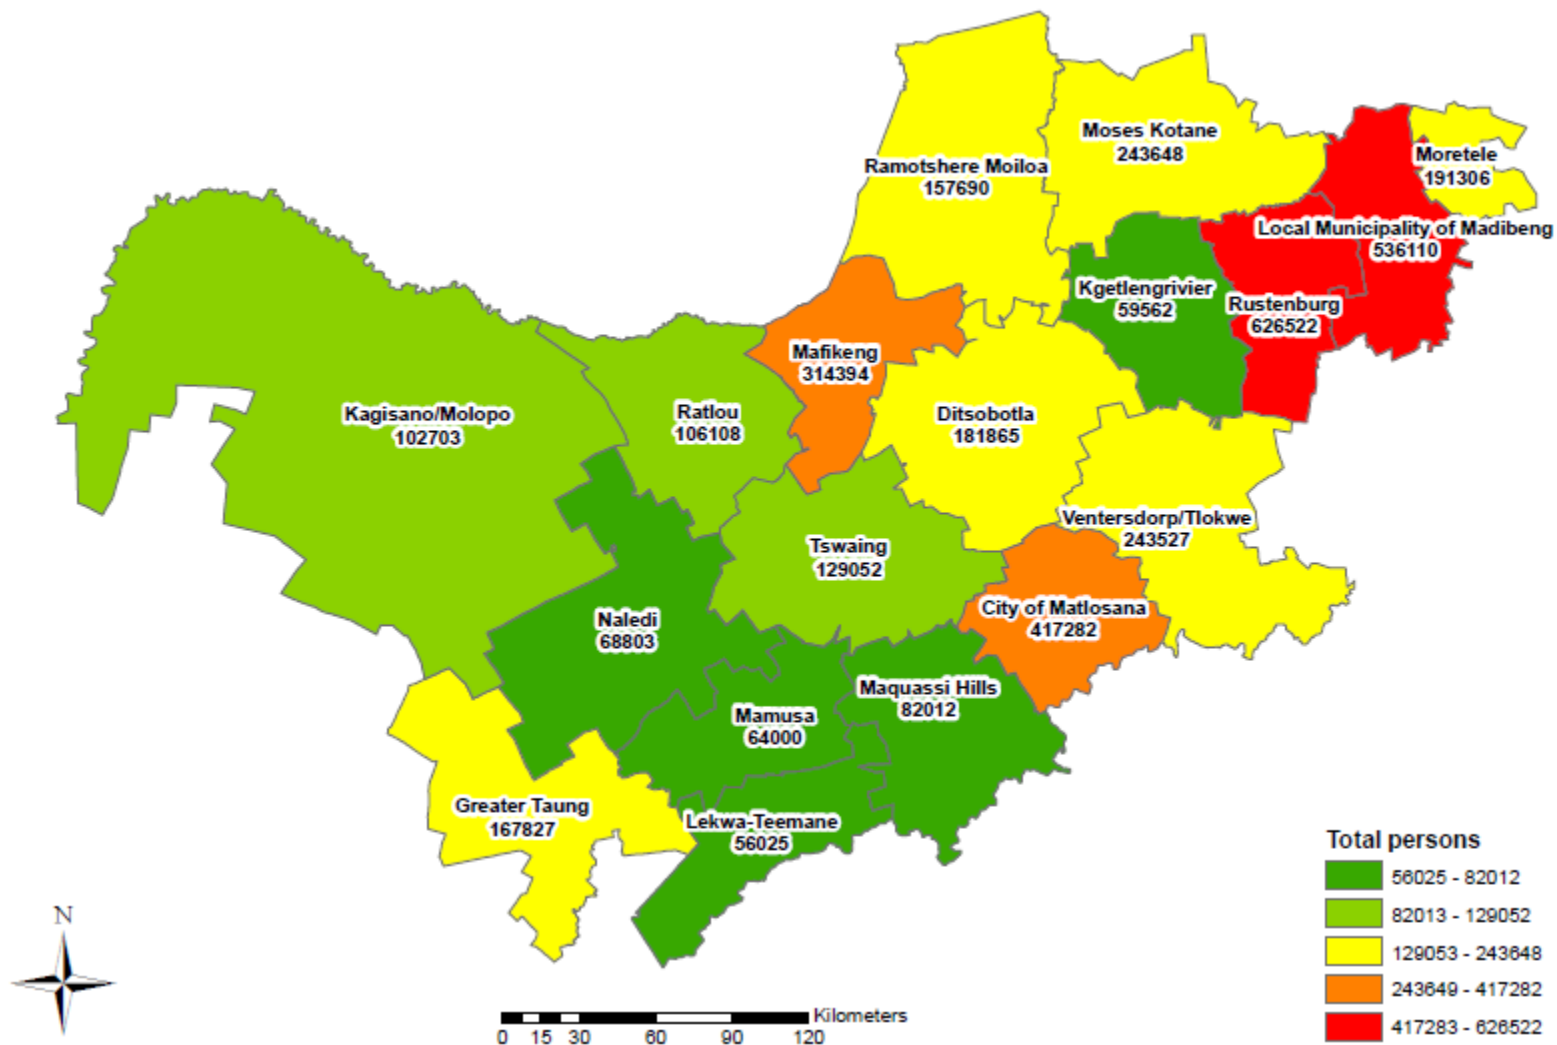 Moses Kotane
243648
Moretele
191306
Ramotshere Moiloa
157690
Local Municipality of Madibeng
536110
Kgetlengrivier
59562
Rustenburg
626522
Mafikeng
314394
Kagisano/Molopo
102703
Ratlou
106108
Ditsobotla
181865
Ventersdorp/Tlokwe
243527
Tswaing
129052
City of Matlosana
417282
Naledi
68803
Maquassi Hills
82012
Mamusa
64000
Greater Taung
167827
Lekwa-Teemane
56025
Total persons
56025 - 82012
82013 - 129052
129053 - 243648
243649 - 417282
417283 - 626522
N
Kilometers
0 15 30 60 90 120